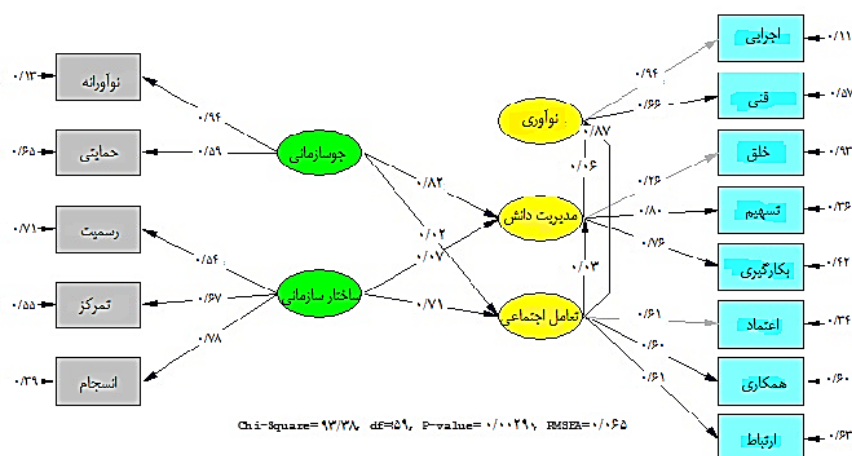 اجرایی
۰/۱۱
۰/۹۴
نوآورانه
۰/۱۳
فنی
۰/۵۷
۰/۶۶
نوآوری
۰/۸۷
۰/۹۴
حمایتی
۰/۶۵
۰/۵۹
جوسازمانی
خلق
۰/۹۳
۰/۰۶
۰/۲۶
۰/۸۲
تسهیم
۰/۳۶
۰/۸۰
مدیریت دانش
رسمیت
۰/۷۱
۰/۵۴
۰/۰۲
۰/۰۷
۰/۷۶
بکارگیری
۰/۴۲
۰/۰۳
تمرکز
۰/۵۵
۰/۶۷
ساختار سازمانی
۰/۷۱
تعامل اجتماعی
۰/۶۱
اعتماد
۰/۳۴
۰/۷۸
۰/۶۰
همکاری
۰/۶۰
انسجام
۰/۳۹
۰/۶۱
ارتباط
۰/۶۳
Chi-Square=۹۳/۳۸, df=۵۹, P-value=۰/۰۰۲۹۰, RMSEA=۰/۰۶۵